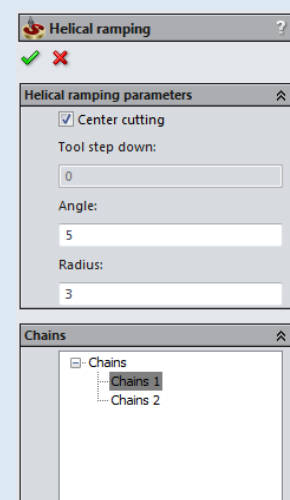 Helical ramping ?
Helical ramping parameters
Center cutting
Tool step down:
0
Angle:
5
Radius:
3
Chains
Chains
Chains 1
Chains 2